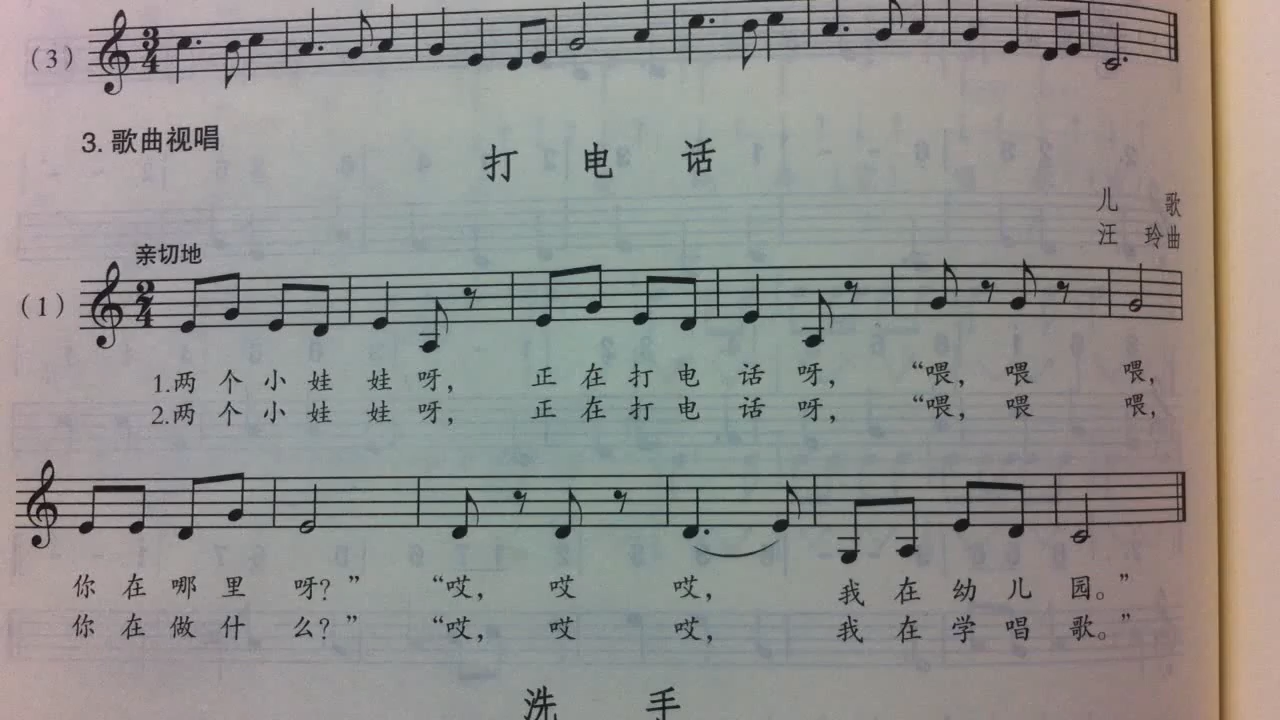 (3) 3 4
3. 歌曲视唱
打 电 话
儿 歌
汪 玲 曲
亲切地
(1) 2 4
1.两 个 小 娃 娃 呀, 正 在 打 电 话 呀, “喂, 喂 喂,
2.两 个 小 娃 娃 呀, 正 在 打 电 话 呀, “喂, 喂 喂,
你 在 哪 里 呀?” “哎, 哎 哎, 我 在 幼 儿 园。”
你 在 做 什 么?” “哎, 哎 哎, 我 在 学 唱 歌。”
洗 手